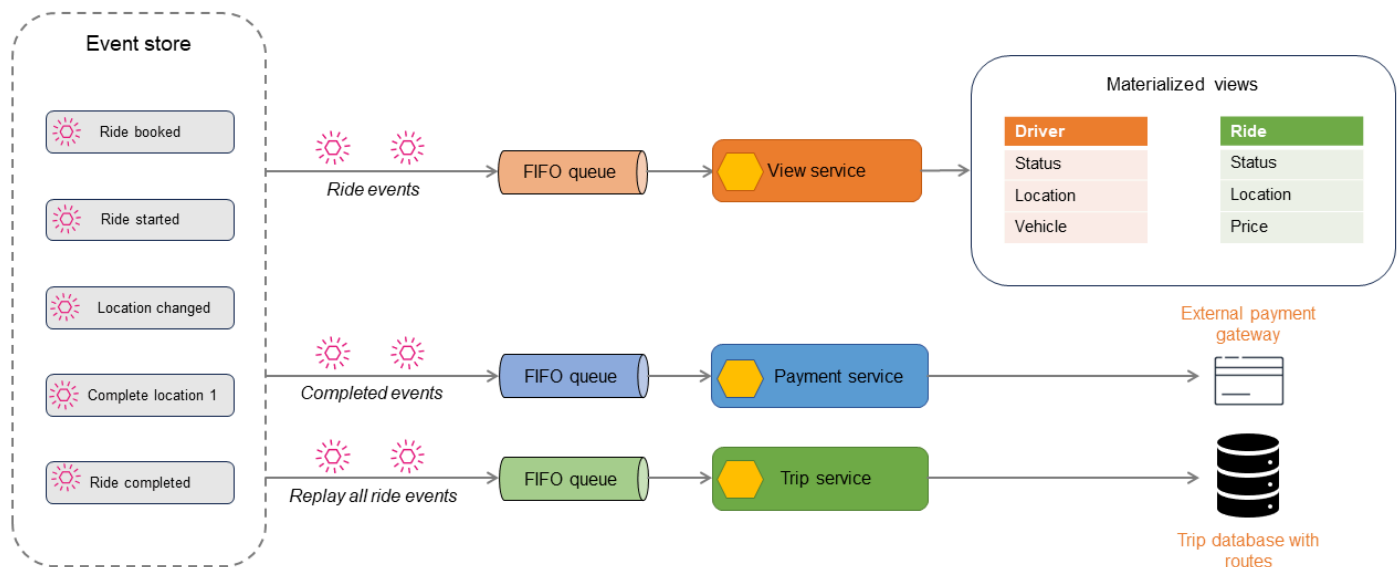 Event store
Ride booked
Ride started
Location changed
Complete location 1
Ride completed
Ride events
FIFO queue
View service
Materialized views
Driver
Status
Location
Vehicle
Ride
Status
Location
Price
Completed events
FIFO queue
Payment service
External payment
gateway
Replay all ride events
FIFO queue
Trip service
Trip database with
routes